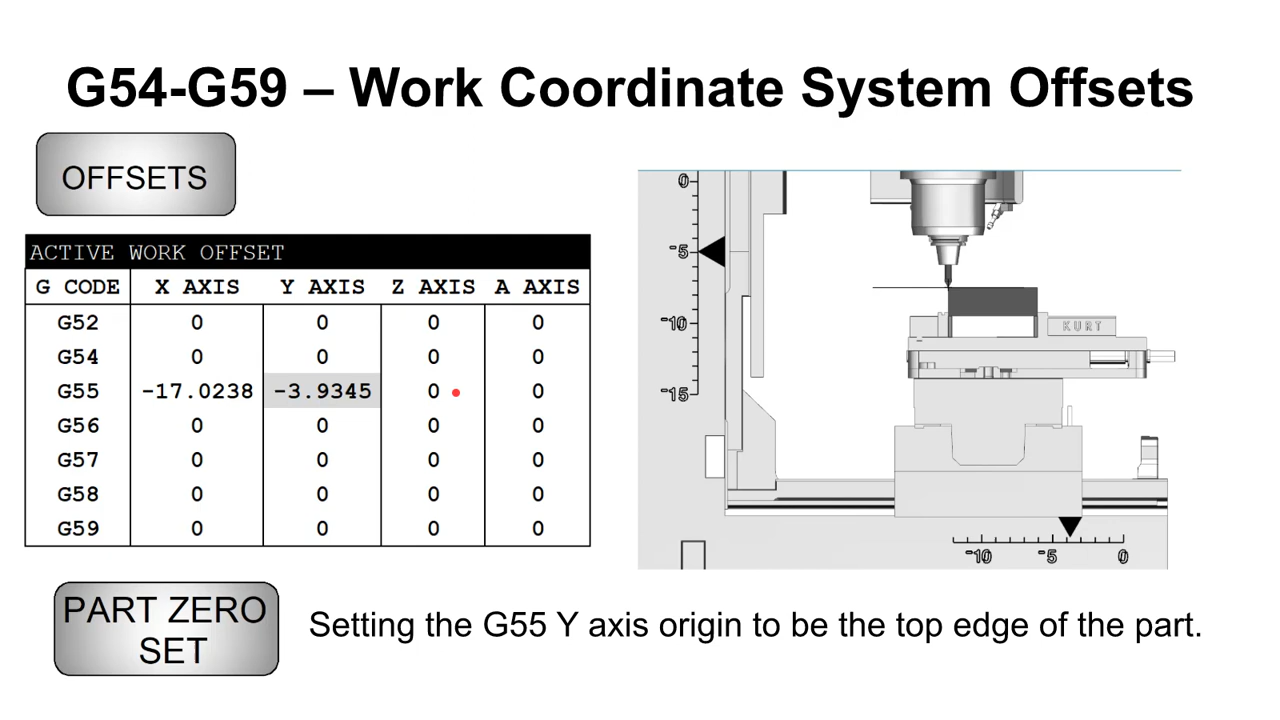 G54-G59 – Work Coordinate System Offsets
OFFSETS
ACTIVE WORK OFFSET
G CODE X AXIS Y AXIS Z AXIS A AXIS
G52 0 0 0 0
G54 0 0 0 0
G55 -17.0238 -3.9345 0 0
G56 0 0 0 0
G57 0 0 0 0
G58 0 0 0 0
G59 0 0 0 0
0
-5
-10
-15
KURT
-10 -5 0
PART ZERO
SET
Setting the G55 Y axis origin to be the top edge of the part.